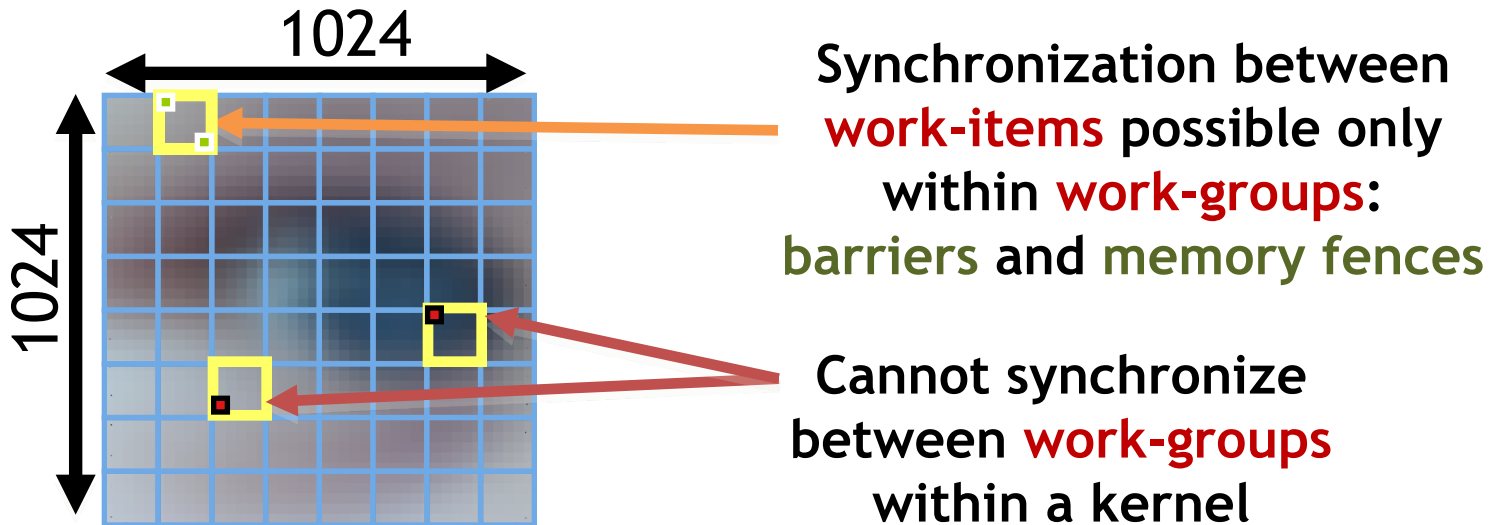 1024
1024
Synchronization between
work-items possible only
within work-groups:
barriers and memory fences
Cannot synchronize
between work-groups
within a kernel